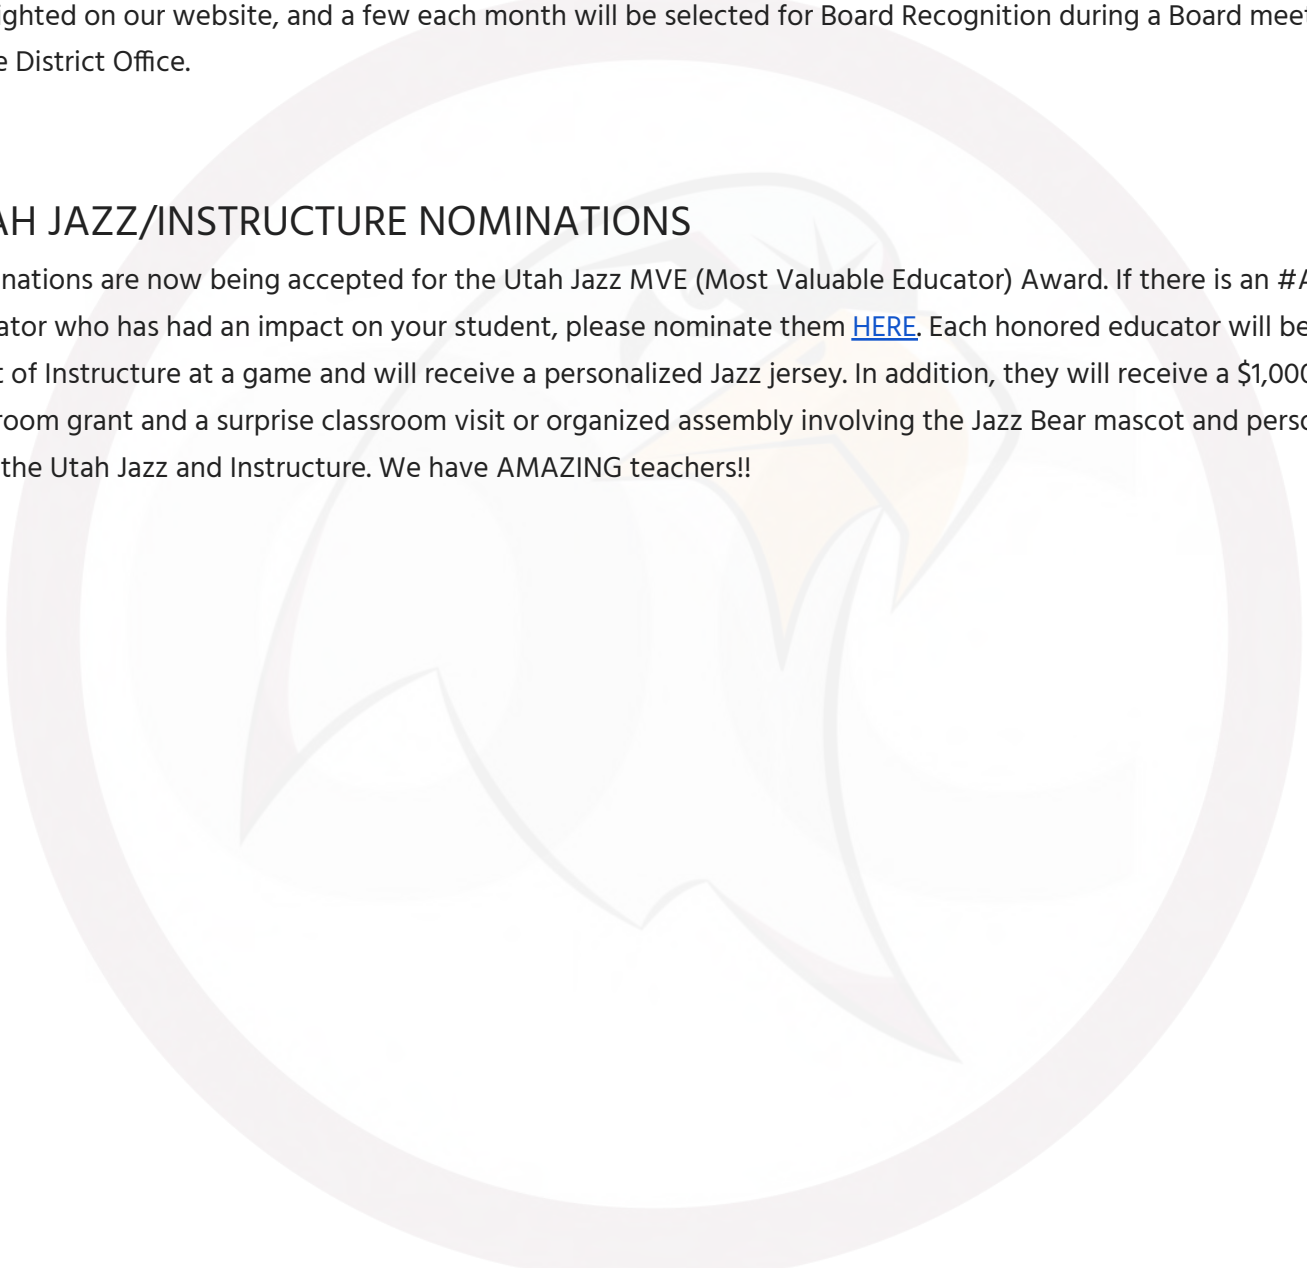 ighted on our website, and a few each month will be selected for Board Recognition during a Board meet
e District Office.
AH JAZZ/INSTRUCTURE NOMINATIONS
nations are now being accepted for the Utah Jazz MVE (Most Valuable Educator) Award. If there is an #A
ator who has had an impact on your student, please nominate them HERE. Each honored educator will be
t of Instructure at a game and will receive a personalized Jazz jersey. In addition, they will receive a $1,000
room grant and a surprise classroom visit or organized assembly involving the Jazz Bear mascot and perso
the Utah Jazz and Instructure. We have AMAZING teachers!!